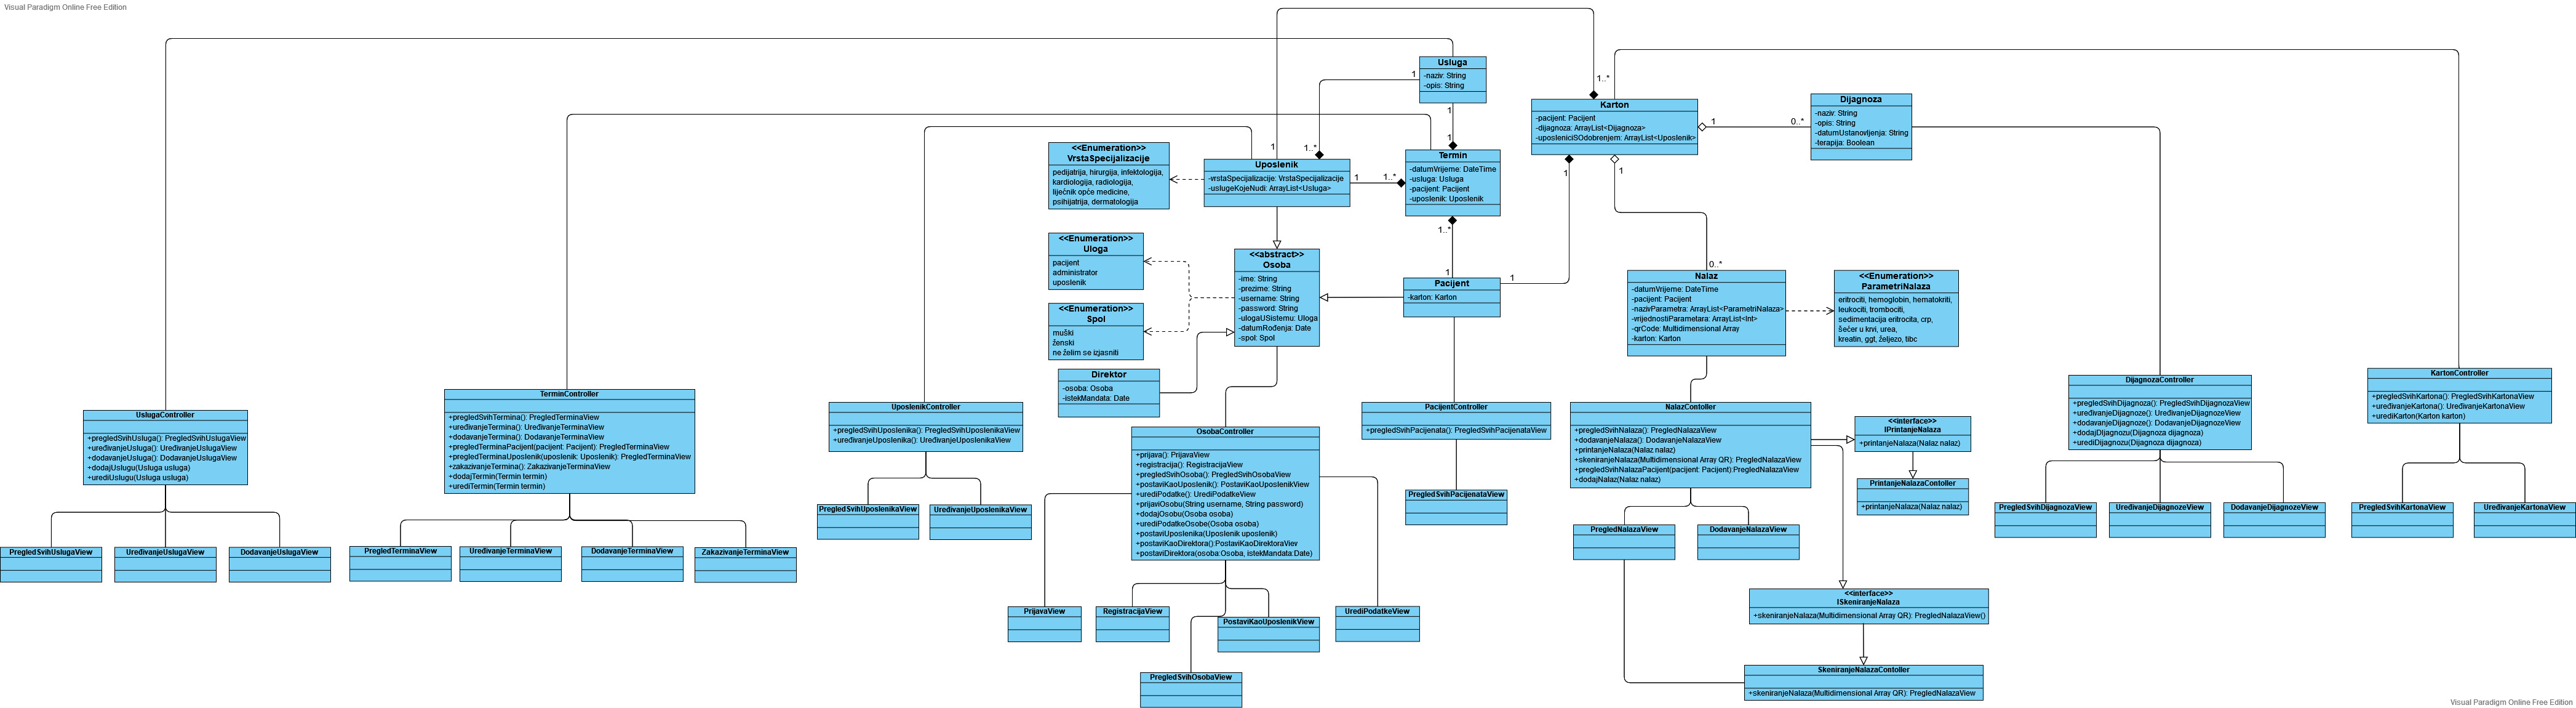 Visual Paradigm Online Free Edition
Usluga
-naziv: String
-opis: String
1
1
1
1..*
1..*
1
Karton
-pacijent: Pacijent
-dijagnoza: ArrayList<Dijagnoza>
-uposleniciSOdobrenjem: ArrayList<Uposlenik>
1
0..*
1
1
Dijagnoza
-naziv: String
-opis: String
-datumUstanovljenja: String
-terapija: Boolean
<<Enumeration>>
VrstaSpecijalizacije
pedijatrija, hirurgija, infektologija,
kardiologija, radiologija,
liječnik opće medicine,
psihijatrija, dermatologija
Uposlenik
-vrstaSpecijalizacije: VrstaSpecijalizacije
-uslugeKojeNudi: ArrayList<Usluga>
1
1..*
Termin
-datumVrijeme: DateTime
-usluga: Usluga
-pacijent: Pacijent
-uposlenik: Uposlenik
1..*
1
<<Enumeration>>
Uloga
pacijent
administrator
uposlenik
<<Enumeration>>
Spol
muški
ženski
ne želim se izjasniti
<<abstract>>
Osoba
-ime: String
-prezime: String
-username: String
-password: String
-ulogaUSistemu: Uloga
-datumRođenja: Date
-spol: Spol
Pacijent
-karton: Karton
1
0..*
Nalaz
-datumVrijeme: DateTime
-pacijent: Pacijent
-nazivParametra: ArrayList<ParametriNalaza>
-vrijednostiParametara: ArrayList<Int>
-qrCode: Multidimensional Array
-karton: Karton
<<Enumeration>>
ParametriNalaza
eritrociti, hemoglobin, hematokriti,
leukociti, trombociti,
sedimentacija eritrocita, crp,
šećer u krvi, urea,
kreatin, ggt, željezo, tibc
Direktor
-osoba: Osoba
-istekMandata: Date
UslugaController
+pregledSvihUsluga(): PregledSvihUslugaView
+uređivanjeUsluga(): UređivanjeUslugaView
+dodavanjeUsluga(): DodavanjeUslugaView
+dodajUslugu(Usluga usluga)
+urediUslugu(Usluga usluga)
TerminController
+pregledSvihTermina(): PregledTerminaView
+uređivanjeTermina(): UređivanjeTerminaView
+dodavanjeTermina(): DodavanjeTerminaView
+pregledTerminaPacijent(pacijent: Pacijent): PregledTerminaView
+pregledTerminaUposlenik(uposlenik: Uposlenik): PregledTerminaView
+zakazivanjeTermina(): ZakazivanjeTerminaView
+dodajTermin(Termin termin)
+urediTermin(Termin termin)
UposlenikController
+pregledSvihUposlenika(): PregledSvihUposlenikaView
+uređivanjeUposlenika(): UređivanjeUposlenikaView
OsobaController
+prijava(): PrijavaView
+registracija(): RegistracijaView
+pregledSvihOsoba(): PregledSvihOsobaView
+postaviKaoUposlenik(): PostaviKaoUposlenikView
+urediPodatke(): UrediPodatkeView
+prijaviOsobu(String username, String password)
+dodajOsobu(Osoba osoba)
+urediPodatkeOsobe(Osoba osoba)
+postaviUposlenika(Uposlenik uposlenik)
+postaviKaoDirektora():PostaviKaoDirektoraViev
+postaviDirektora(osoba:Osoba, istekMandata:Date)
PacijentController
+pregledSvihPacijenata(): PregledSvihPacijenataView
NalazContoller
+pregledSvihNalaza(): PregledNalazaView
+dodavanjeNalaza(): DodavanjeNalazaView
+printanjeNalaza(Nalaz nalaz)
+skeniranjeNalaza(Multidimensional Array QR): PregledNalazaView
+pregledSvihNalazaPacijent(pacijent: Pacijent):PregledNalazaView
+dodajNalaz(Nalaz nalaz)
<<interface>>
IPrintanjeNalaza
+printanjeNalaza(Nalaz nalaz)
PrintanjeNalazaContoller
+printanjeNalaza(Nalaz nalaz)
DijagnozaController
+pregledSvihDijagnoza(): PregledSvihDijagnozaView
+uređivanjeDijagnoze(): UređivanjeDijagnozeView
+dodavanjeDijagnoze(): DodavanjeDijagnozeView
+dodajDIjagnozu(Dijagnoza dijagnoza)
+urediDijagnozu(Dijagnoza dijagnoza)
KartonController
+pregledSvihKartona(): PregledSvihKartonaView
+uređivanjeKartona(): UređivanjeKartonaView
+urediKarton(Karton karton)
PregledSvihUslugaView
UređivanjeUslugaView
DodavanjeUslugaView
PregledTerminaView
UređivanjeTerminaView
DodavanjeTerminaView
ZakazivanjeTerminaView
PregledSvihUposlenikaView
UređivanjeUposlenikaView
PregledSvihPacijenataView
PregledNalazaView
DodavanjeNalazaView
PregledSvihDijagnozaView
UređivanjeDijagnozeView
DodavanjeDijagnozeView
PregledSvihKartonaView
UređivanjeKartonaView
PrijavaView
RegistracijaView
PostaviKaoUposlenikView
UrediPodatkeView
PregledSvihOsobaView
<<interface>>
ISkeniranjeNalaza
+skeniranjeNalaza(Multidimensional Array QR): PregledNalazaView()
SkeniranjeNalazaContoller
+skeniranjeNalaza(Multidimensional Array QR): PregledNalazaView
Visual Paradigm Online Free Edition